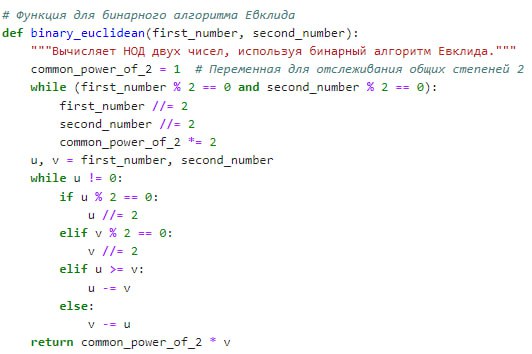 # Функция для бинарного алгоритма Евклида
def binary_euclidean(first_number, second_number):
    """Вычисляет НОД двух чисел, используя бинарный алгоритм Евклида."""
    common_power_of_2 = 1  # Переменная для отслеживания общих степеней 2
    while (first_number % 2 == 0 and second_number % 2 == 0):
        first_number //= 2
        second_number //= 2
        common_power_of_2 *= 2
    u, v = first_number, second_number
    while u != 0:
        if u % 2 == 0:
            u //= 2
        elif v % 2 == 0:
            v //= 2
        elif u >= v:
            u -= v
        else:
            v -= u
    return common_power_of_2 * v